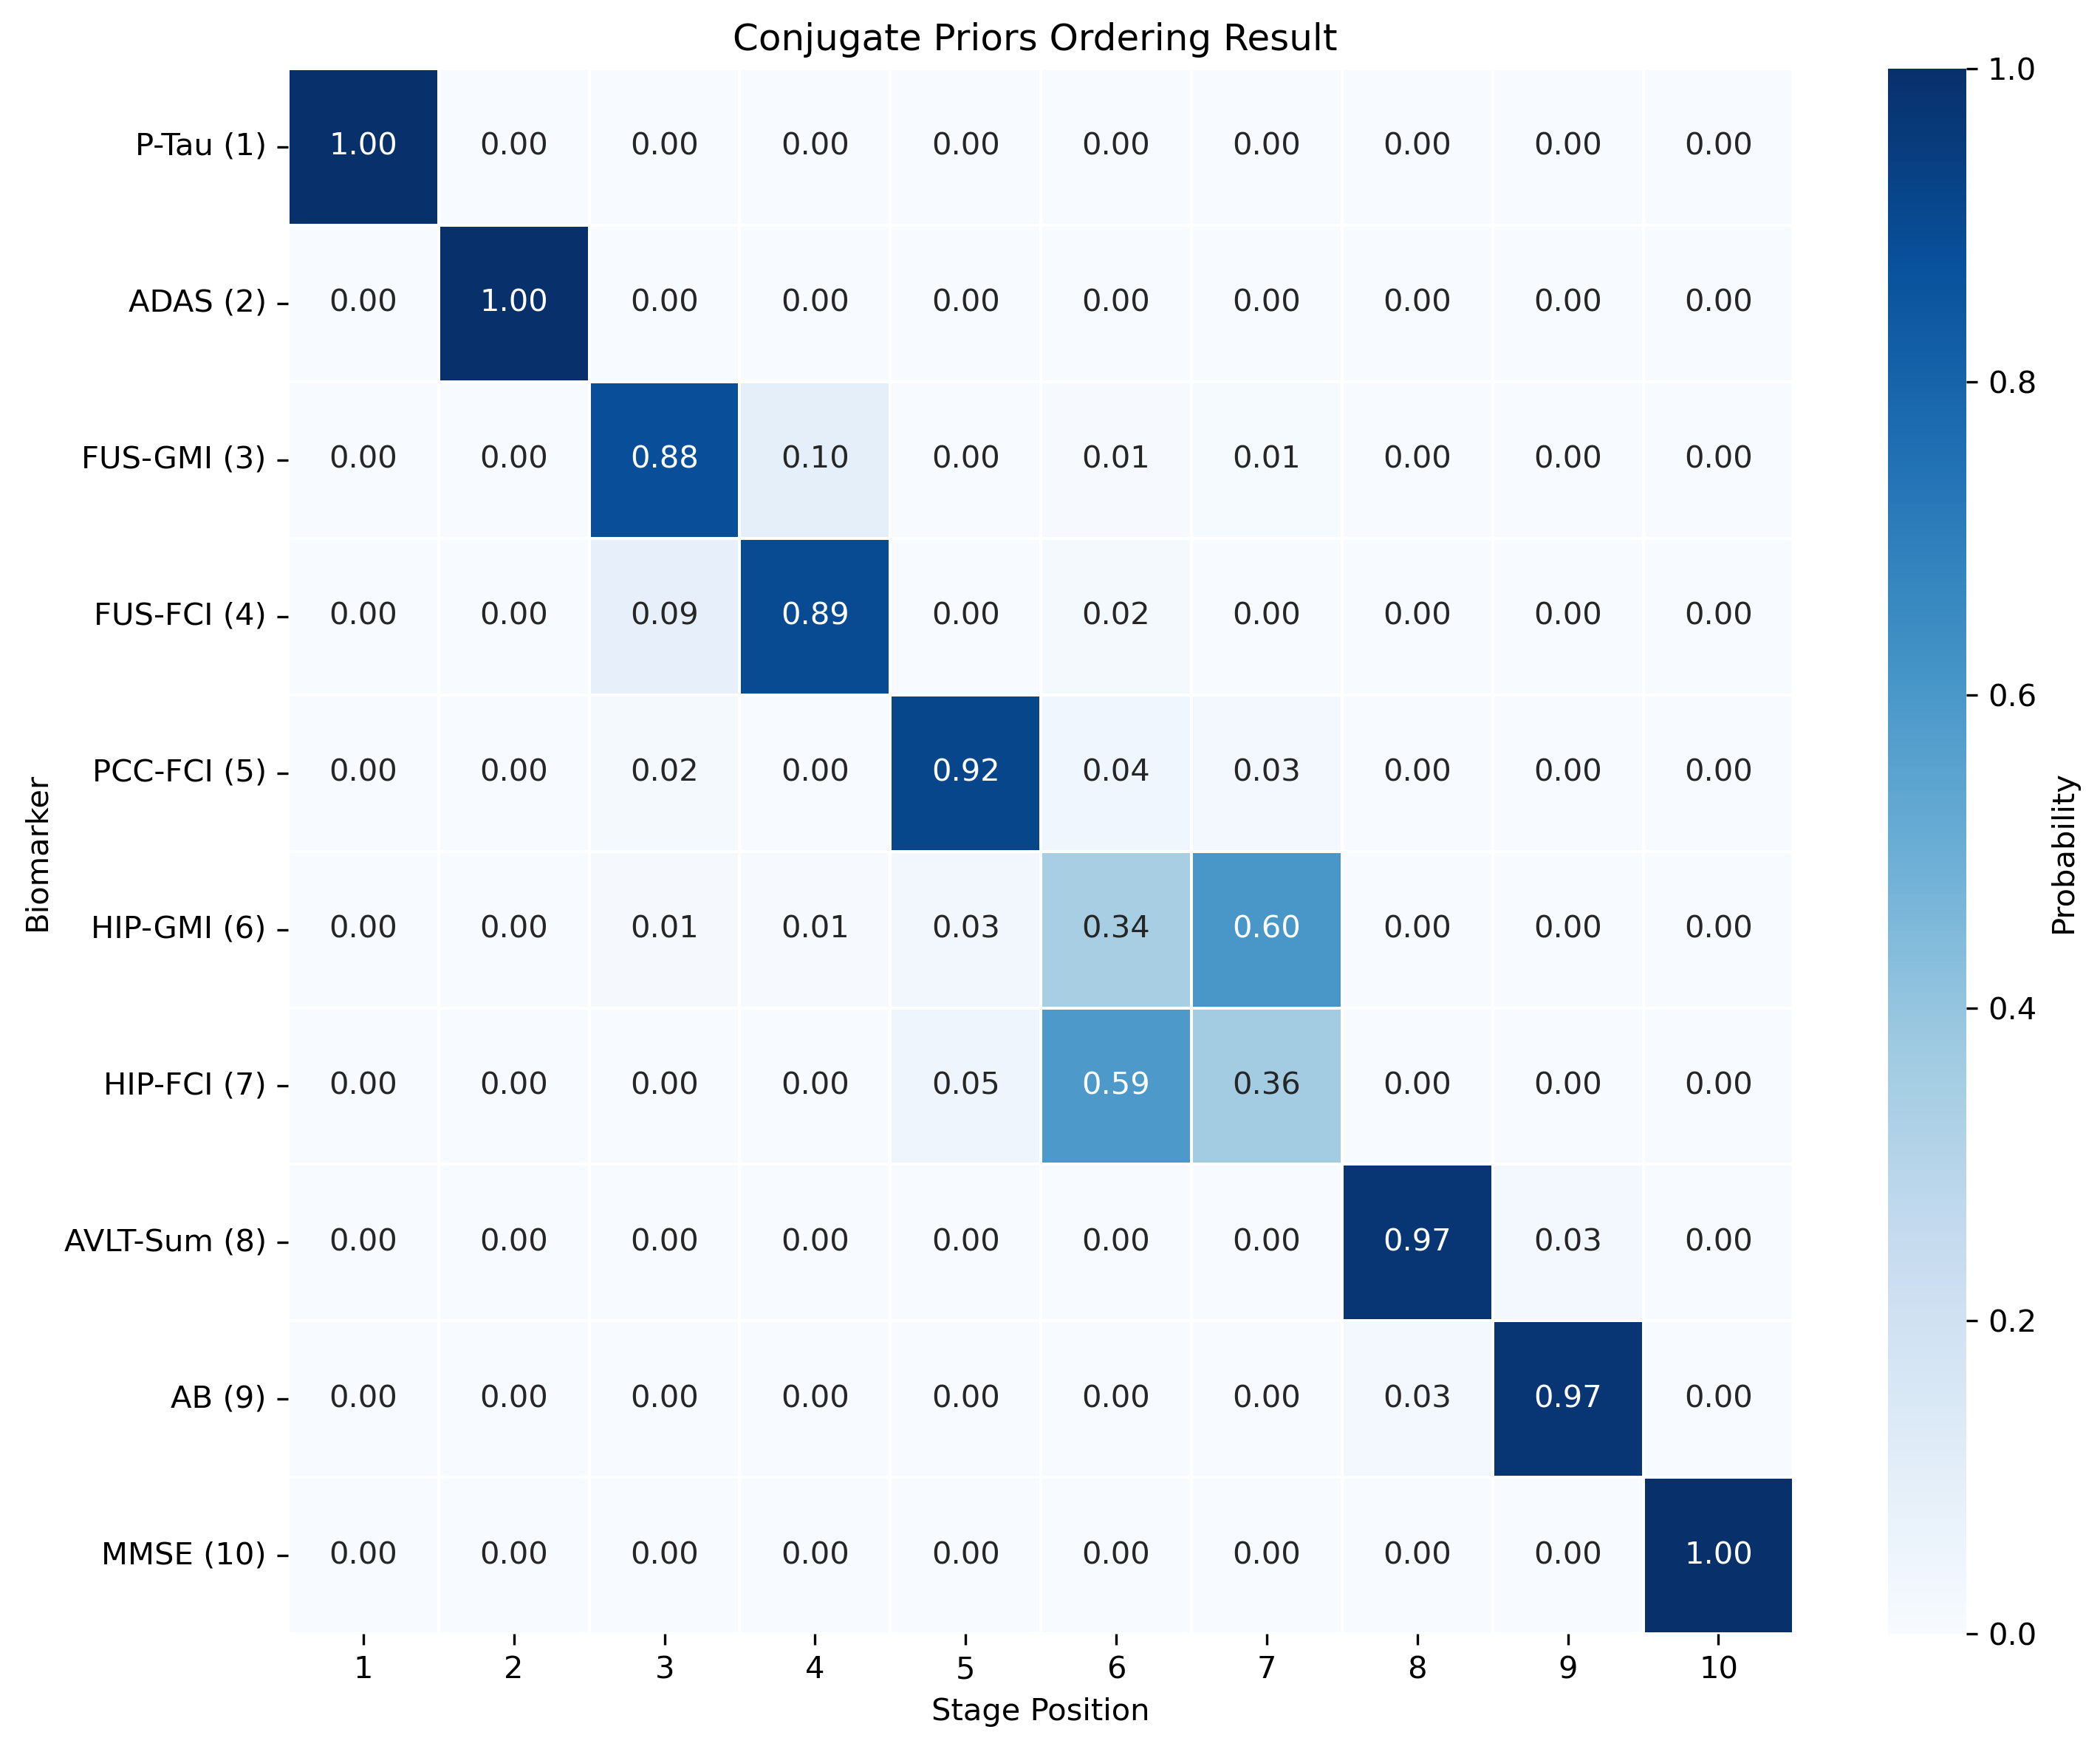 Conjugate Priors Ordering Result
P-Tau (1) 1.00 0.00 0.00 0.00 0.00 0.00 0.00 0.00 0.00 0.00
ADAS (2) 0.00 1.00 0.00 0.00 0.00 0.00 0.00 0.00 0.00 0.00
FUS-GMI (3) 0.00 0.00 0.88 0.10 0.00 0.01 0.01 0.00 0.00 0.00
FUS-FCI (4) 0.00 0.00 0.09 0.89 0.00 0.02 0.00 0.00 0.00 0.00
PCC-FCI (5) 0.00 0.00 0.02 0.00 0.92 0.04 0.03 0.00 0.00 0.00
HIP-GMI (6) 0.00 0.00 0.01 0.01 0.03 0.34 0.60 0.00 0.00 0.00
HIP-FCI (7) 0.00 0.00 0.00 0.00 0.05 0.59 0.36 0.00 0.00 0.00
AVLT-Sum (8) 0.00 0.00 0.00 0.00 0.00 0.00 0.00 0.97 0.03 0.00
AB (9) 0.00 0.00 0.00 0.00 0.00 0.00 0.00 0.03 0.97 0.00
MMSE (10) 0.00 0.00 0.00 0.00 0.00 0.00 0.00 0.00 0.00 1.00
1 2 3 4 5 6 7 8 9 10
Stage Position
Biomarker
1.0
0.8
0.6
0.4
0.2
0.0
Probability